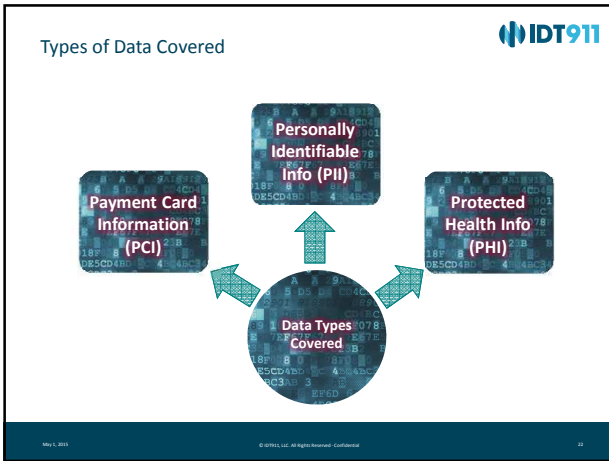 Types of Data Covered
IDT911
Personally
Identifiable
Info (PII)
Payment Card
Information
(PCI)
Protected
Health Info
(PHI)
Data Types
Covered
May 1, 2015
© IDT911, LLC. All Rights Reserved - Confidential
22